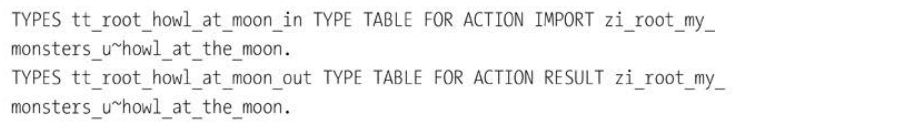 TYPES tt_root_howl_at_moon_in TYPE TABLE FOR ACTION IMPORT zi_root_my_
monsters_u~howl_at_the_moon.
TYPES tt_root_howl_at_moon_out TYPE TABLE FOR ACTION RESULT zi_root_my_
monsters_u~howl_at_the_moon.